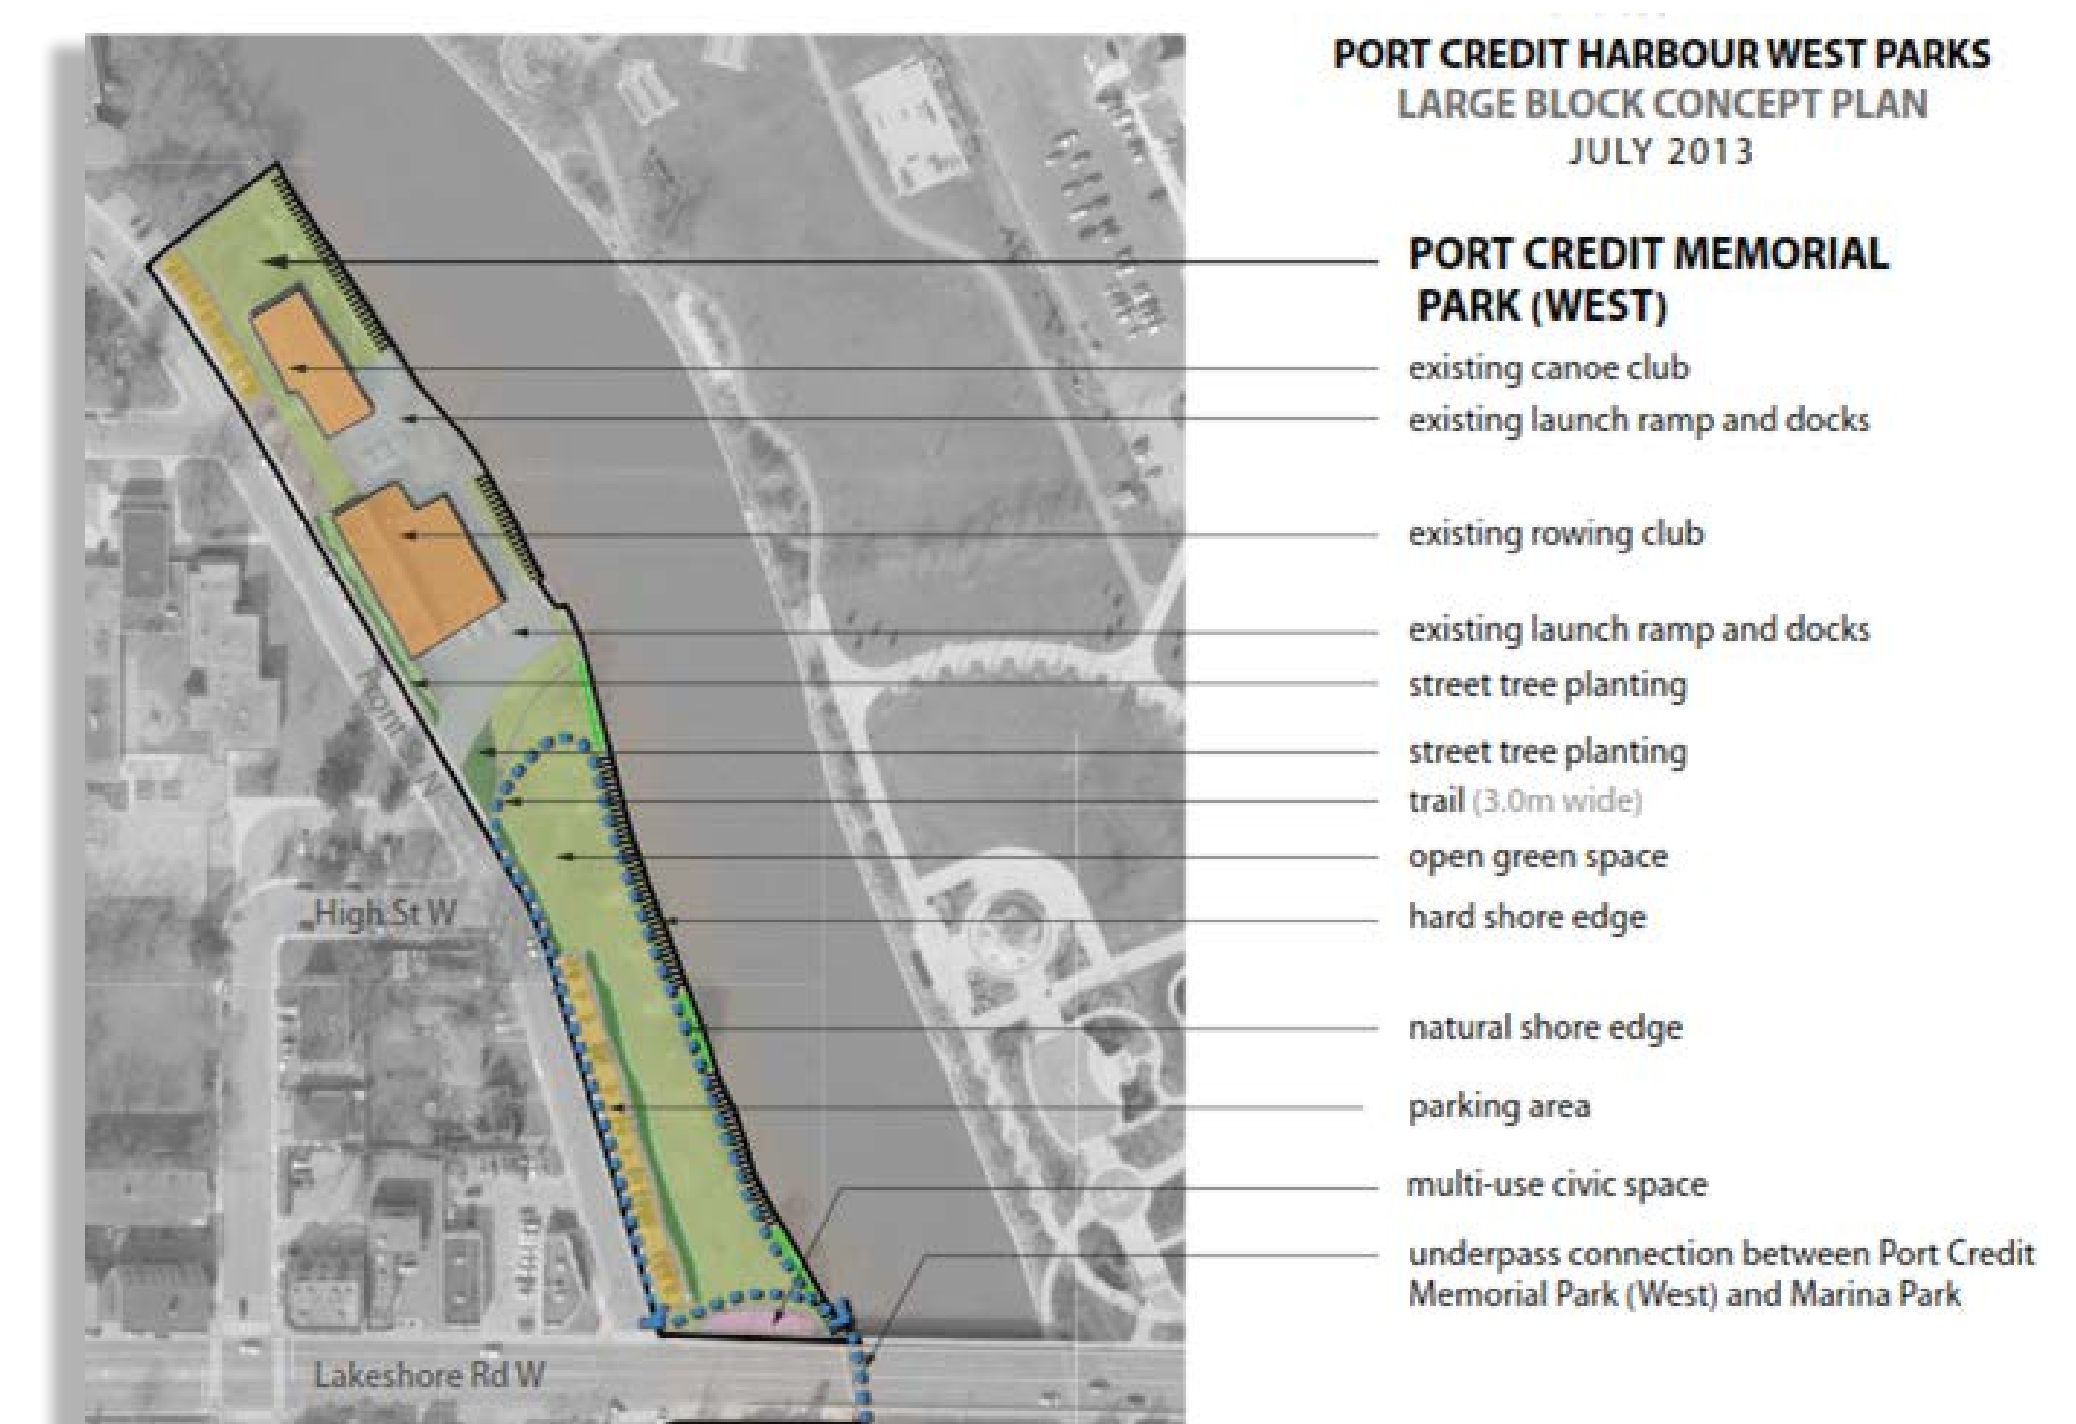 PORT CREDIT HARBOUR WEST PARKS
LARGE BLOCK CONCEPT PLAN
JULY 2013
PORT CREDIT MEMORIAL
PARK (WEST)
existing canoe club
existing launch ramp and docks
existing rowing club
existing launch ramp and docks
street tree planting
street tree planting
trail (3.0m wide)
open green space
hard shore edge
natural shore edge
parking area
multi-use civic space
underpass connection between Port Credit
Memorial Park (West) and Marina Park
Front St N
High St W
Lakeshore Rd W